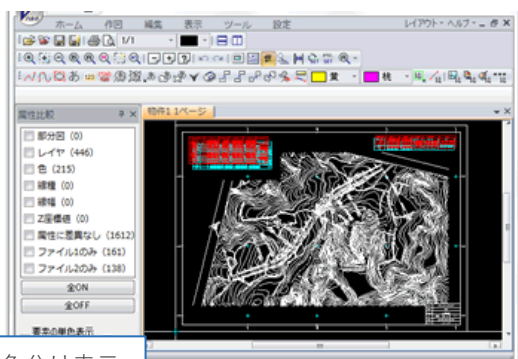 ホーム 作図 編集 表示 ツール 設定 レイアウト ヘルプ
1/1
黄 桃
属性比較
物件1 1ページ
部分図 (0)
レイヤ (446)
色 (215)
線種 (0)
線幅 (0)
Z座標値 (0)
属性に差異なし (1612)
ファイル1のみ (161)
ファイル2のみ (138)
全ON
全OFF
要素の単色表示
色分け表示